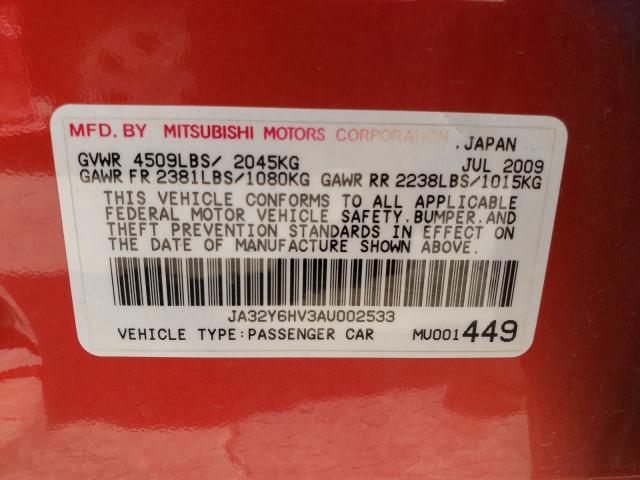 MFD. BY MITSUBISHI MOTORS CORPORATION
, JAPAN
GVWR 4509LBS/ 2045KG JUL 2009
GAWR FR 2381LBS/1080KG GAWR RR 2238LBS/1015KG
THIS VEHICLE CONFORMS TO ALL APPLICABLE
FEDERAL MOTOR VEHICLE SAFETY,BUMPER,AND
THEFT PREVENTION STANDARDS IN EFFECT ON
THE DATE OF MANUFACTURE SHOWN ABOVE.
JA32Y6HV3AU002533
VEHICLE TYPE:PASSENGER CAR MU001449